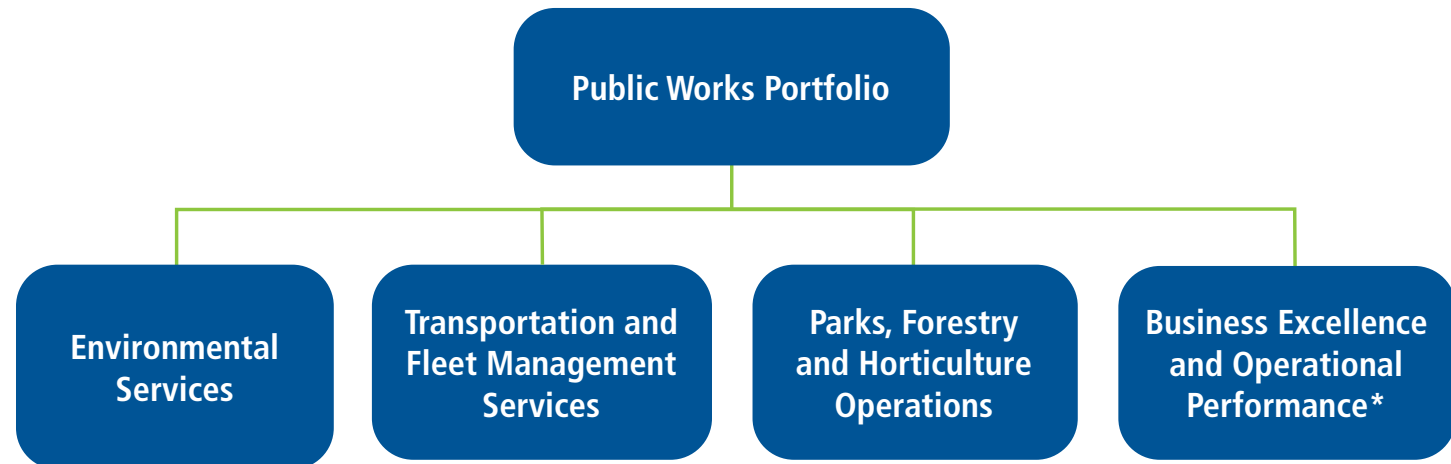 Public Works Portfolio
Environmental
Services
Transportation and
Fleet Management
Services
Parks, Forestry
and Horticulture
Operations
Business Excellence
and Operational
Performance*